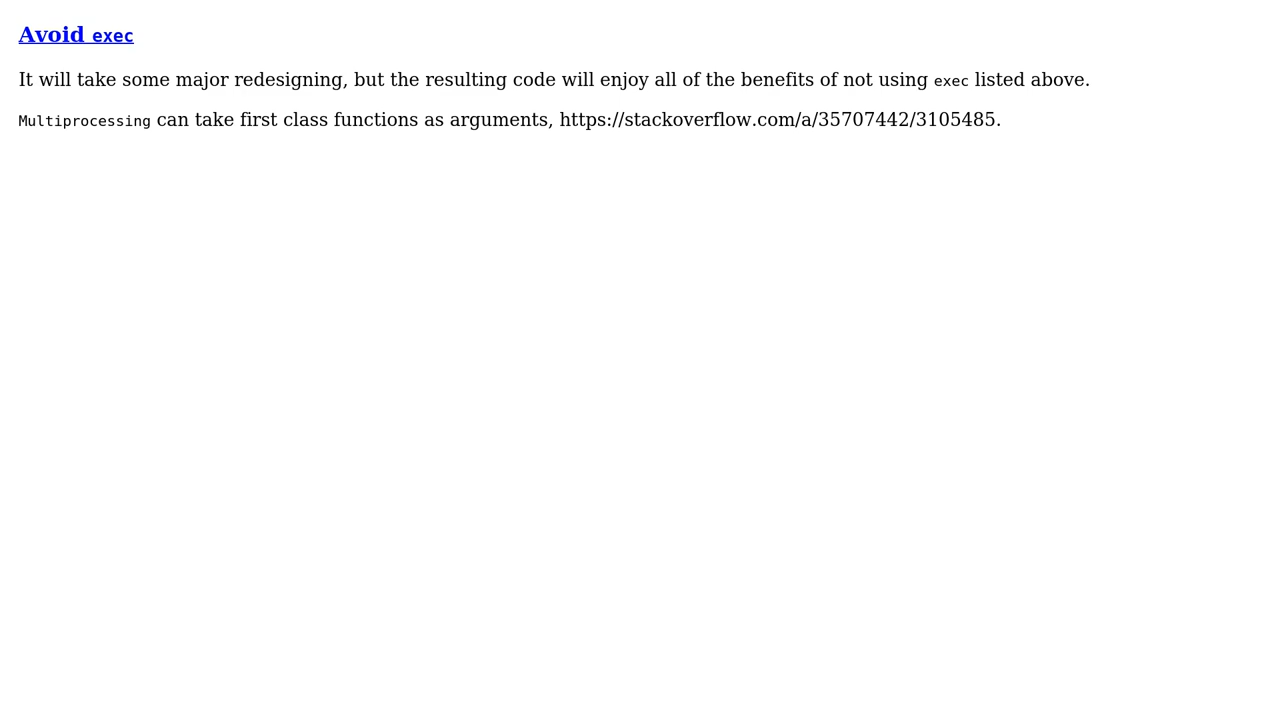 Avoid exec
It will take some major redesigning, but the resulting code will enjoy all of the benefits of not using exec listed above.
Multiprocessing can take first class functions as arguments, https://stackoverflow.com/a/35707442/3105485.